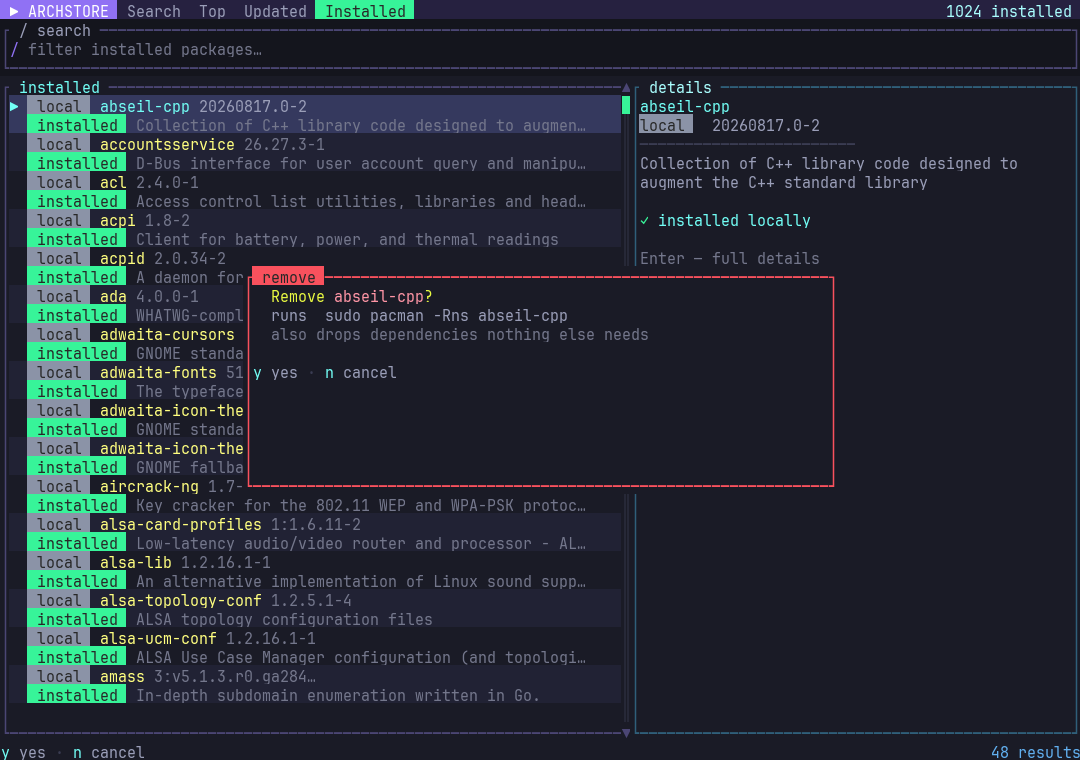 ▶ ARCHSTORE Search Top Updated Installed 1024 installed
/ search
/ filter installed packages…
installed
▶ local abseil-cpp 20260817.0-2
installed Collection of C++ library code designed to augmen…
local accountsservice 26.27.3-1
installed D-Bus interface for user account query and manipu…
local acl 2.4.0-1
installed Access control list utilities, libraries and head…
local acpi 1.8-2
installed Client for battery, power, and thermal readings
local acpid 2.0.34-2
installed A daemon for
local ada 4.0.0-1
installed WHATWG-compl
local adwaita-cursors
installed GNOME standa
local adwaita-fonts 51
installed The typeface
local adwaita-icon-the
installed GNOME standa
local adwaita-icon-the
installed GNOME fallba
local aircrack-ng 1.7-
installed Key cracker for the 802.11 WEP and WPA-PSK protoc…
local alsa-card-profiles 1:1.6.11-2
installed Low-latency audio/video router and processor - AL…
local alsa-lib 1.2.16.1-1
installed An alternative implementation of Linux sound supp…
local alsa-topology-conf 1.2.5.1-4
installed ALSA topology configuration files
local alsa-ucm-conf 1.2.16.1-1
installed ALSA Use Case Manager configuration (and topologi…
local amass 3:v5.1.3.r0.ga284…
installed In-depth subdomain enumeration written in Go.
details
abseil-cpp
local 20260817.0-2
Collection of C++ library code designed to
augment the C++ standard library
✓ installed locally
Enter — full details
remove
Remove abseil-cpp?
runs sudo pacman -Rns abseil-cpp
also drops dependencies nothing else needs
y yes · n cancel
y yes · n cancel 48 results